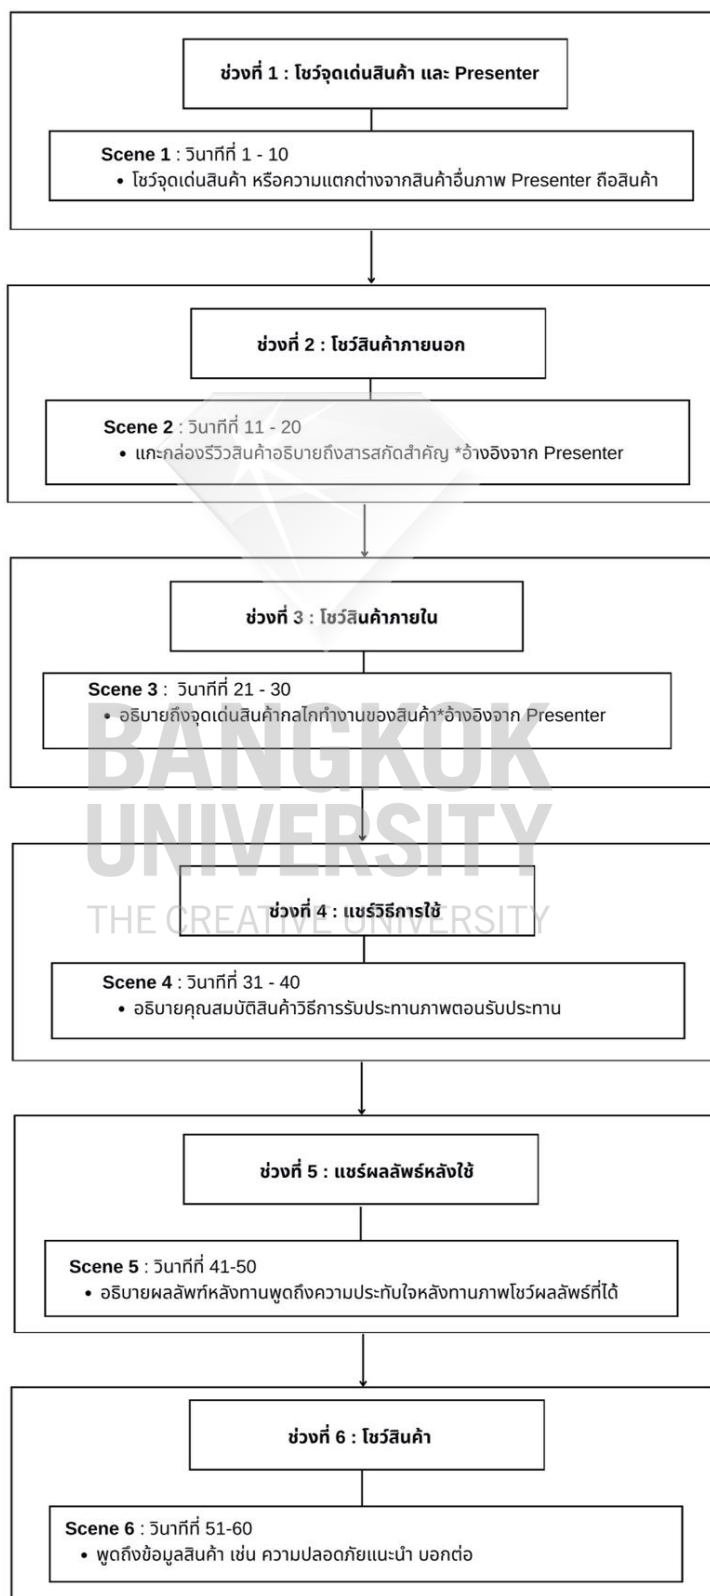 ช่วงที่ 1 : โชว์จุดเด่นสินค้า และ Presenter
Scene 1 : วินาทีที่ 1 - 10
• โชว์จุดเด่นสินค้า หรือความแตกต่างจากสินค้าอื่นภาพ Presenter ถือสินค้า
ช่วงที่ 2 : โชว์สินค้าภายนอก
Scene 2 : วินาทีที่ 11 - 20
• แกะกล่องรีวิวสินค้าอธิบายถึงสารสกัดสำคัญ *อ้างอิงจาก Presenter
ช่วงที่ 3 : โชว์สินค้าภายใน
Scene 3 : วินาทีที่ 21 - 30
• อธิบายถึงจุดเด่นสินค้ากลไกทำงานของสินค้า*อ้างอิงจาก Presenter
BANGKOK
UNIVERSITY
THE CREATIVE UNIVERSITY
ช่วงที่ 4 : แชร์วิธีการใช้
Scene 4 : วินาทีที่ 31 - 40
• อธิบายคุณสมบัติสินค้าวิธีการรับประทานภาพตอนรับประทาน
ช่วงที่ 5 : แชร์ผลลัพธ์หลังใช้
Scene 5 : วินาทีที่ 41-50
• อธิบายผลลัพท์หลังทานพูดถึงความประทับใจหลังทานภาพโชว์ผลลัพธ์ที่ได้
ช่วงที่ 6 : โชว์สินค้า
Scene 6 : วินาทีที่ 51-60
• พูดถึงข้อมูลสินค้า เช่น ความปลอดภัยแนะนำ บอกต่อ